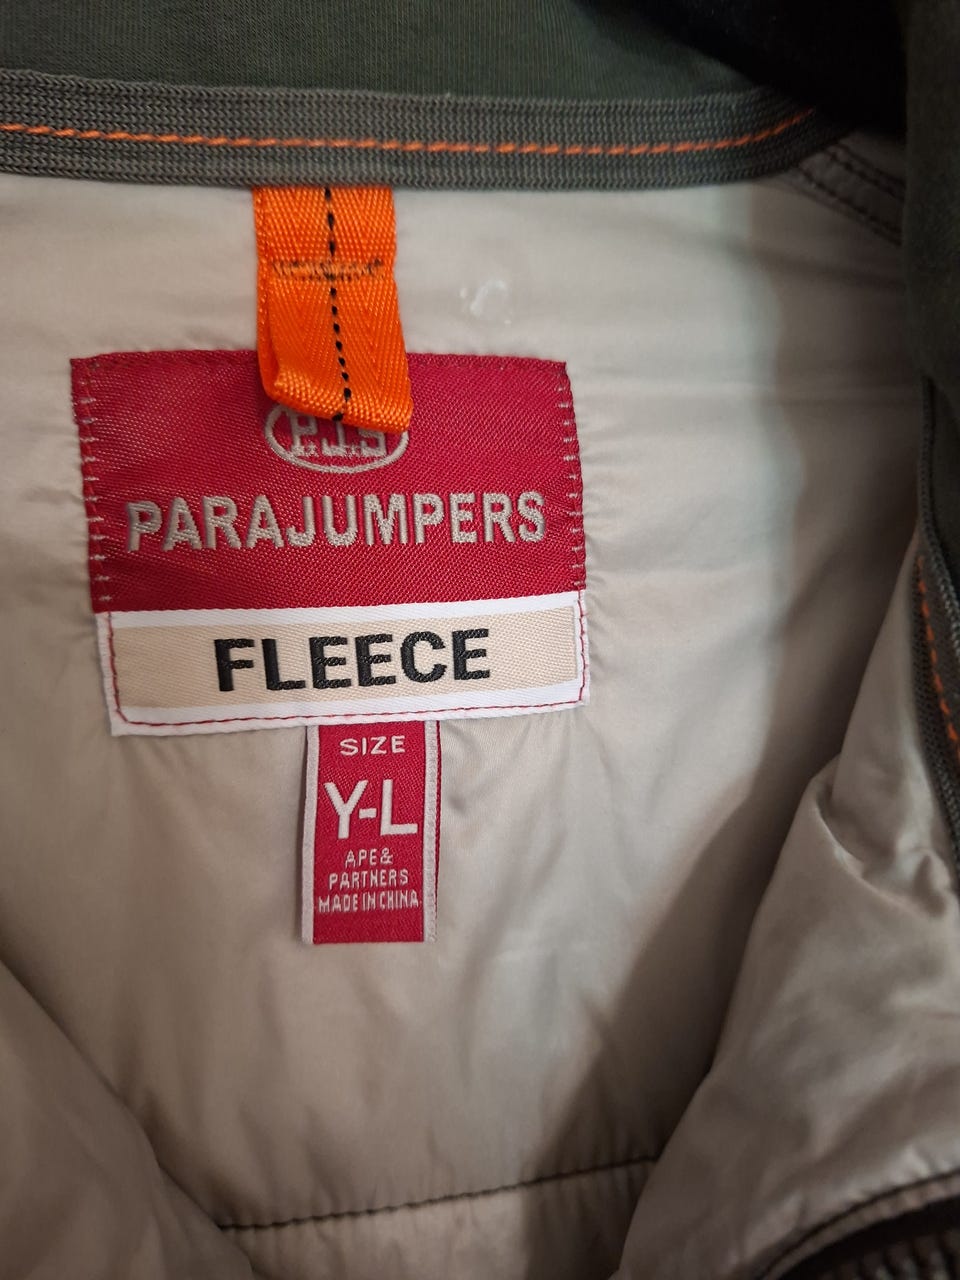 P.J.S
PARAJUMPERS
FLEECE
SIZE
Y-L
APE&
PARTNERS
MADE IN CHINA